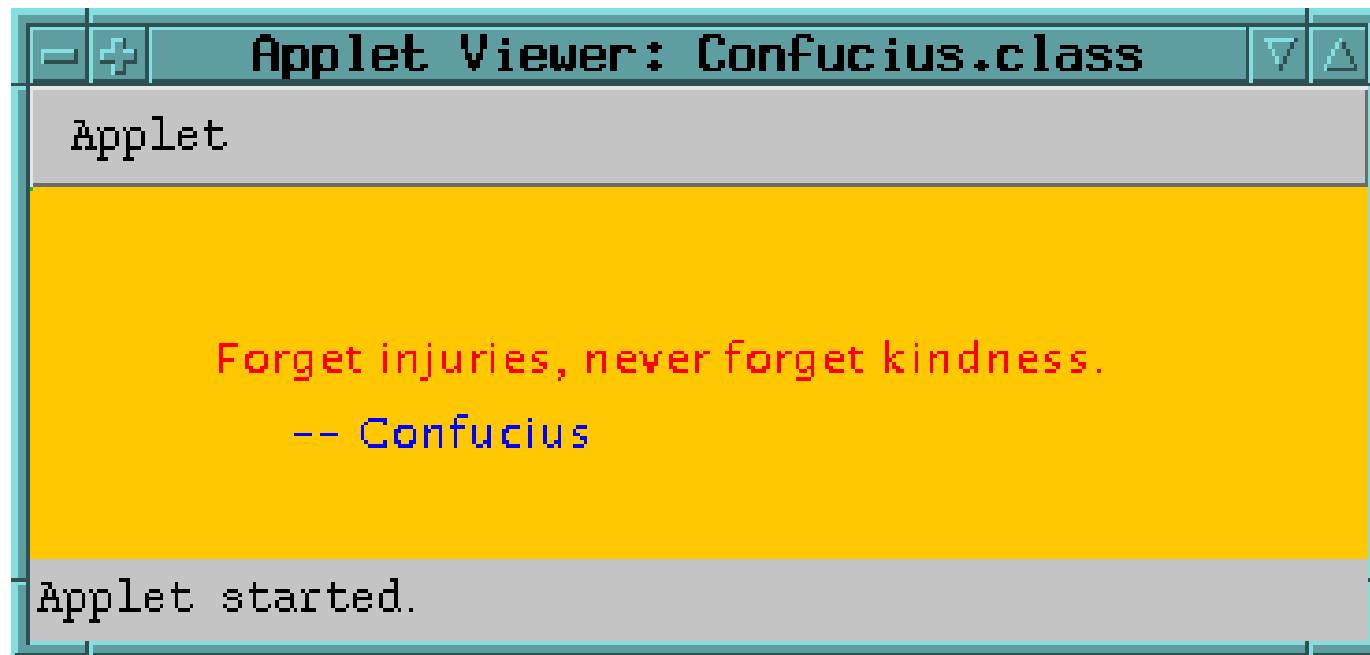 Applet Viewer: Confucius.class
Applet
Forget injuries, never forget kindness.
-- Confucius
Applet started.